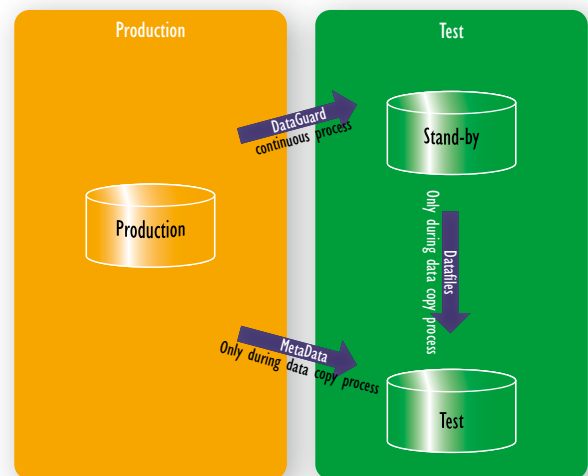 Production
Test
DataGuard
continuous process
Stand-by
Production
Only during data copy process
Datafiles
MetaData
Only during data copy process
Test